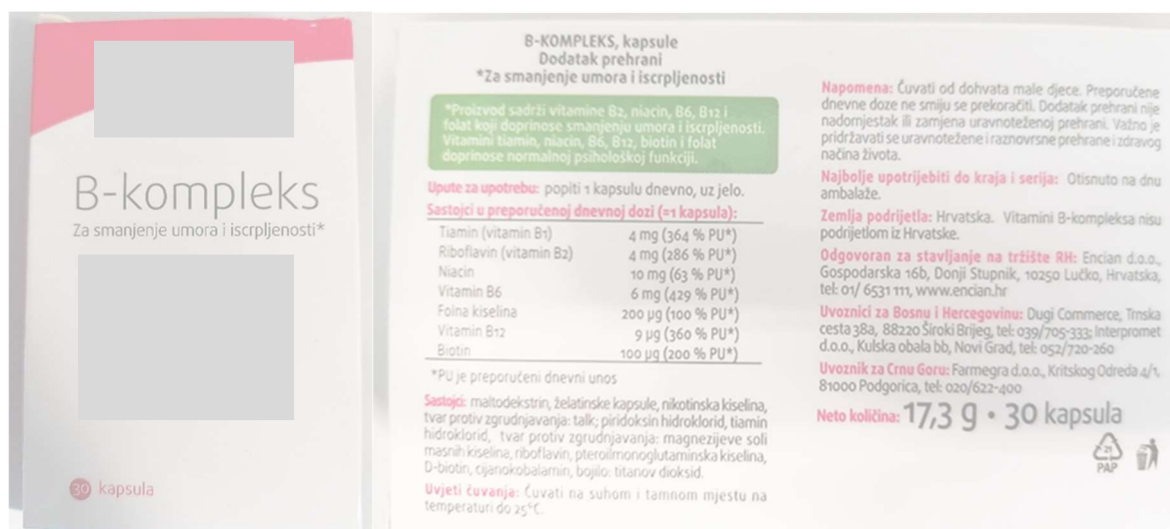 B-kompleks
Za smanjenje umora i iscrpljenosti*
30 kapsula
B-KOMPLEKS, kapsule
Dodatak prehrani
*Za smanjenje umora i iscrpljenosti
*Proizvod sadrži vitamine B2, niacin, B6, B12 i
folat koji doprinose smanjenju umora i iscrpljenosti.
Vitamini tiamin, niacin, B6, B12, biotin i folat
doprinose normalnoj psihološkoj funkciji.
Upute za upotrebu: popiti 1 kapsulu dnevno, uz jelo.
Sastojci u preporučenoj dnevnoj dozi (=1 kapsula):
Tiamin (vitamin B1) 4 mg (364 % PU*)
Riboflavin (vitamin B2) 4 mg (286 % PU*)
Niacin 10 mg (63 % PU*)
Vitamin B6 6 mg (429 % PU*)
Folna kiselina 200 µg (100 % PU*)
Vitamin B12 9 µg (360 % PU*)
Biotin 100 µg (200 % PU*)
*PU je preporučeni dnevni unos
Sastojci: maltodekstrin, želatinske kapsule, nikotinska kiselina,
tvar protiv zgrudnjavanja: talk; piridoksin hidroklorid, tiamin
hidroklorid, tvar protiv zgrudnjavanja: magnezijeve soli
masnih kiselina, riboflavin, pteroilmonoglutaminska kiselina,
D-biotin, cijanokobalamin, bojilo: titanov dioksid.
Uvjeti čuvanja: Čuvati na suhom i tamnom mjestu na
temperaturi do 25°C.
Napomena: Čuvati od dohvata male djece. Preporučene
dnevne doze ne smiju se prekoračiti. Dodatak prehrani nije
nadomjestak ili zamjena uravnoteženoj prehrani. Važno je
pridržavati se uravnotežene i raznovrsne prehrane i zdravog
načina života.
Najbolje upotrijebiti do kraja i serija: Otisnuto na dnu
ambalaže.
Zemlja podrijetla: Hrvatska. Vitamini B-kompleksa nisu
podrijetlom iz Hrvatske.
Odgovoran za stavljanje na tržište RH: Encian d.o.o.,
Gospodarska 16b, Donji Stupnik, 10250 Lučko, Hrvatska,
tel: 01/ 6531 111, www.encian.hr
Uvoznici za Bosnu i Hercegovinu: Dugi Commerce, Trnska
cesta 38a, 88220 Široki Brijeg, tel: 039/705-333; Interpromet
d.o.o., Kulska obala bb, Novi Grad, tel: 052/720-260
Uvoznik za Crnu Goru: Farmegra d.o.o., Kritskog Odreda 4/1,
81000 Podgorica, tel: 020/622-400
Neto količina: 17,3 g • 30 kapsula
21
PAP